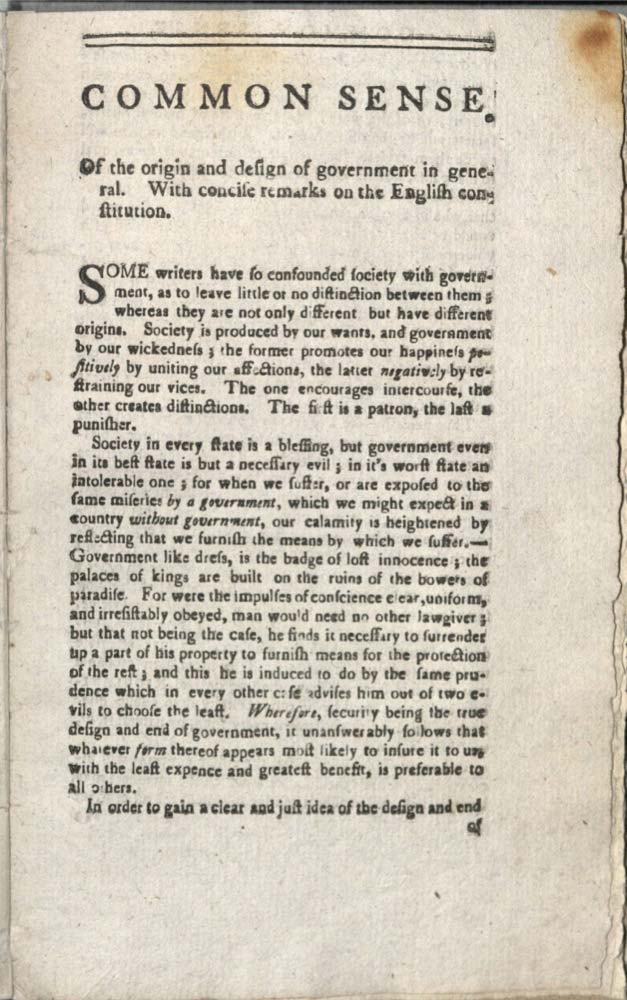 COMMON SENSE.
Of the origin and deſign of government in gene-
ral. With conciſe remarks on the Engliſh con-
ſtitution.
SOME writers have ſo confounded ſociety with govern-
ment, as to leave little or no diſtinction between them ;
whereas they are not only different but have different
origins. Society is produced by our wants, and government
by our wickedneſs ; the former promotes our happineſs po-
ſitively by uniting our affections, the latter negatively by re-
ſtraining our vices. The one encourages intercourſe, the
other creates diſtinctions. The firſt is a patron, the laſt a
puniſher.
Society in every ſtate is a bleſſing, but government even
in its beſt ſtate is but a neceſſary evil ; in it's worſt ſtate an
intolerable one ; for when we ſuffer, or are expoſed to the
ſame miſeries by a government, which we might expect in a
country without government, our calamity is heightened by
reflecting that we furniſh the means by which we ſuffer.—
Government like dreſs, is the badge of loſt innocence ; the
palaces of kings are built on the ruins of the bowers of
paradiſe. For were the impulſes of conſcience clear, uniform,
and irreſiſtably obeyed, man would need no other lawgiver ;
but that not being the caſe, he finds it neceſſary to ſurrender
up a part of his property to furniſh means for the protection
of the reſt ; and this he is induced to do by the ſame pru-
dence which in every other caſe adviſes him out of two e-
vils to chooſe the leaſt. Wherefore, ſecurity being the true
deſign and end of government, it unanſwerably follows that
whatever form thereof appears moſt likely to inſure it to us,
with the leaſt expence and greateſt benefit, is preferable to
all others.
In order to gain a clear and juſt idea of the deſign and end
of